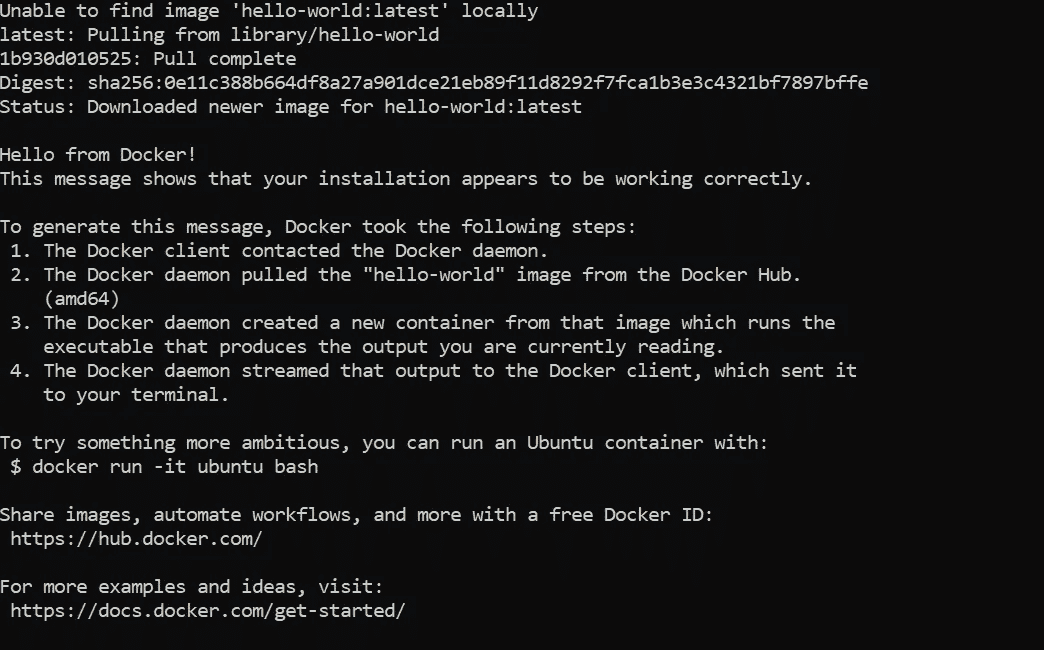 Unable to find image 'hello-world:latest' locally
latest: Pulling from library/hello-world
1b930d010525: Pull complete
Digest: sha256:0e11c388b664df8a27a901dce21eb89f11d8292f7fca1b3e3c4321bf7897bffe
Status: Downloaded newer image for hello-world:latest

Hello from Docker!
This message shows that your installation appears to be working correctly.

To generate this message, Docker took the following steps:
 1. The Docker client contacted the Docker daemon.
 2. The Docker daemon pulled the "hello-world" image from the Docker Hub.
    (amd64)
 3. The Docker daemon created a new container from that image which runs the
    executable that produces the output you are currently reading.
 4. The Docker daemon streamed that output to the Docker client, which sent it
    to your terminal.

To try something more ambitious, you can run an Ubuntu container with:
 $ docker run -it ubuntu bash

Share images, automate workflows, and more with a free Docker ID:
 https://hub.docker.com/

For more examples and ideas, visit:
 https://docs.docker.com/get-started/